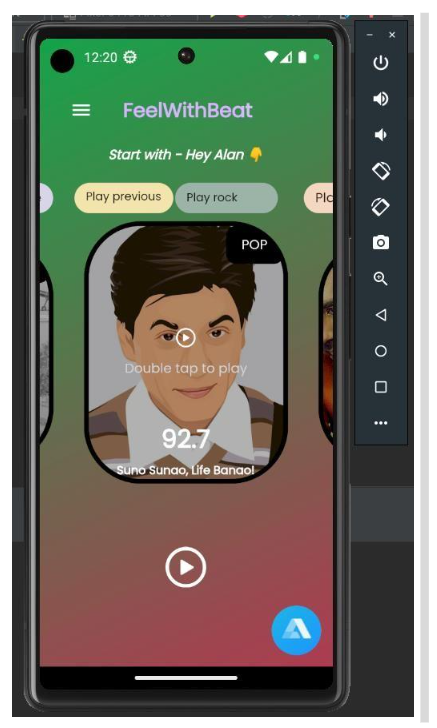 12:20
FeelWithBeat
Start with - Hey Alan 👇
Play previous
Play rock
POP
Double tap to play
92.7
Suno Sunao, Life Banao!